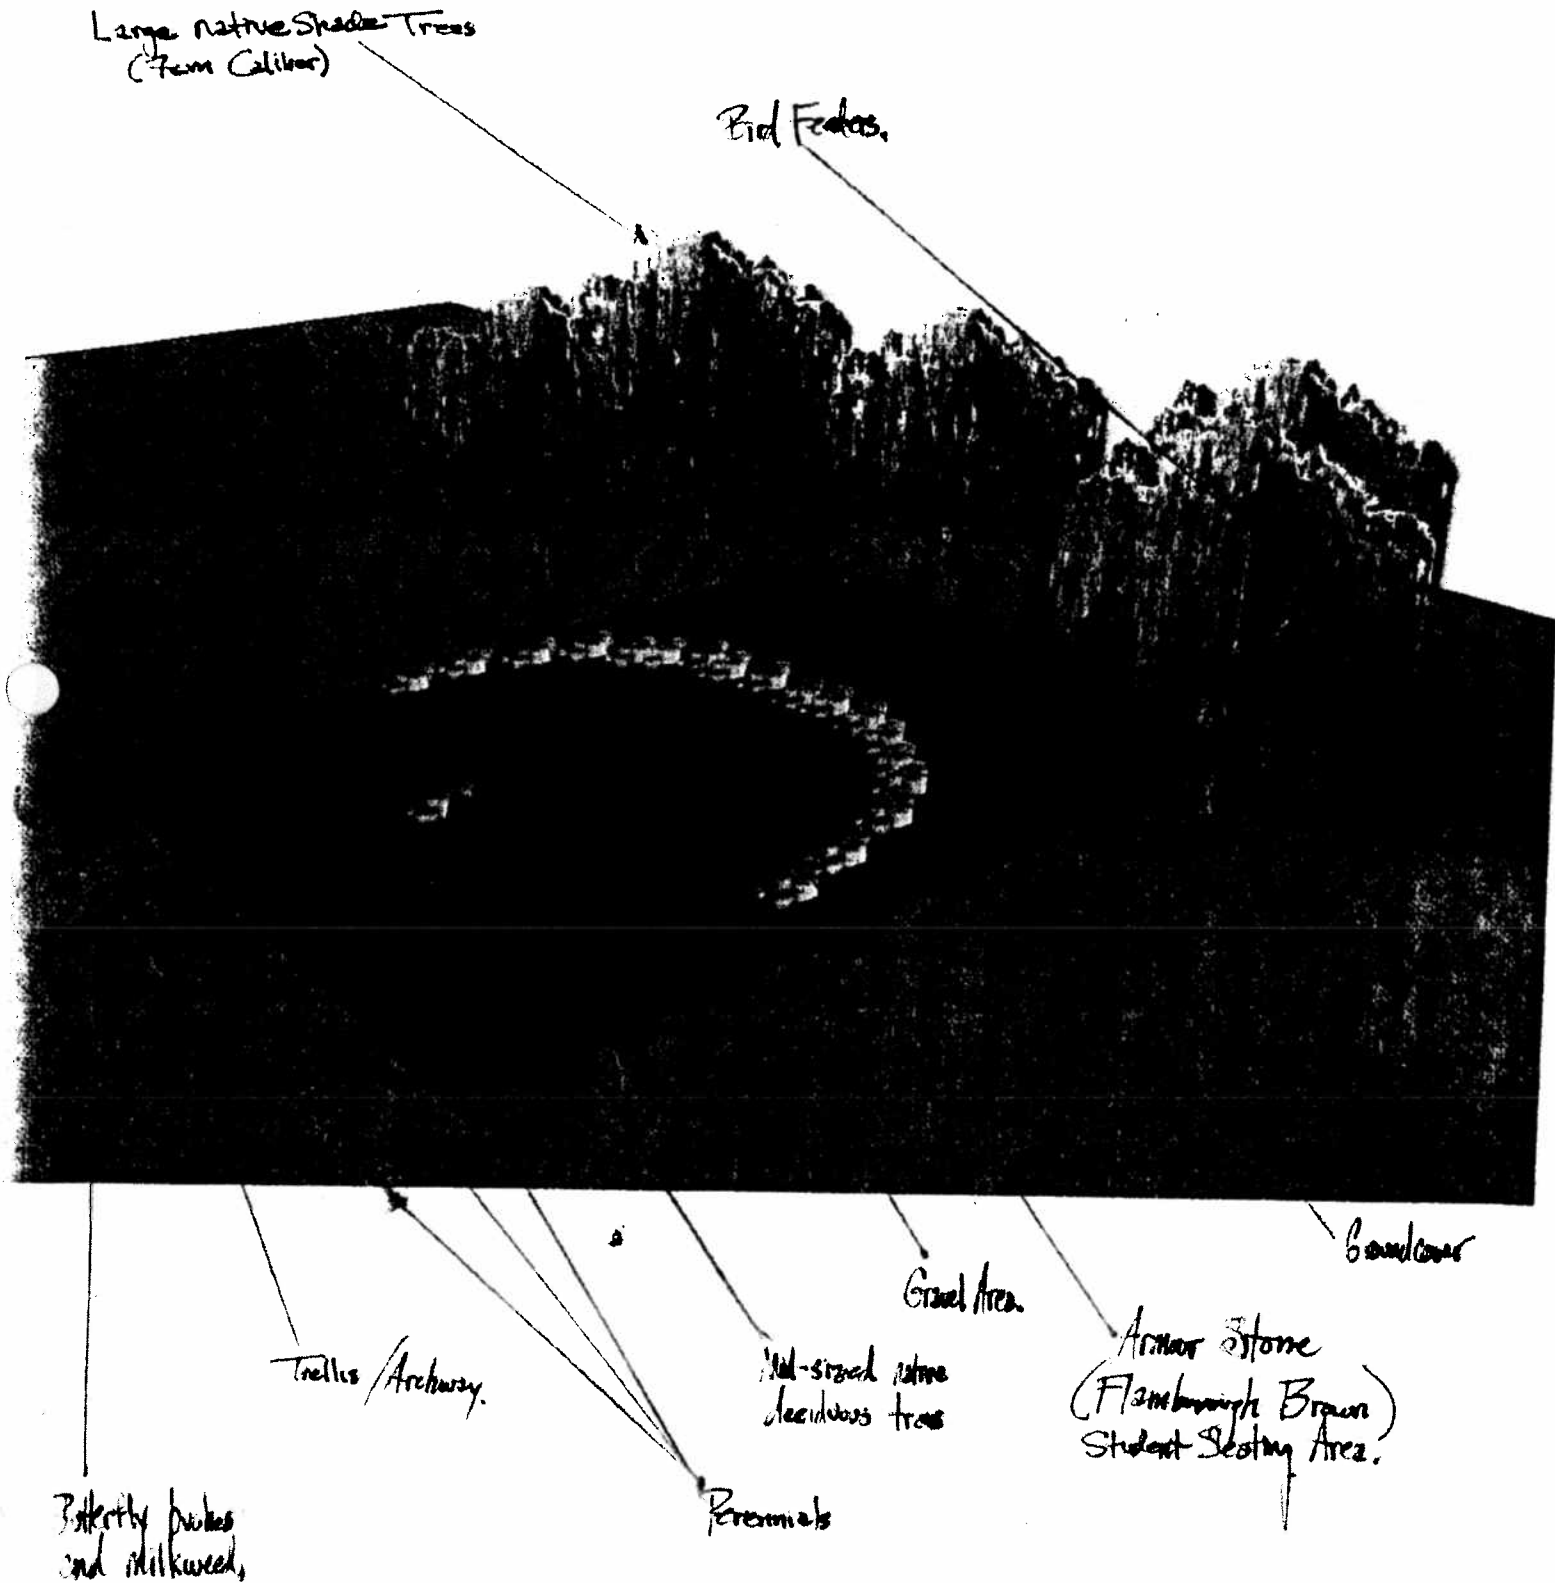 Large native Shade Trees
(7cm Caliber)
Bird Feeders.
Groundcover
Gravel Area.
Armour Stone
(Flamborough Brown)
Student Seating Area.
Trellis/Archway.
Mid-sized native
deciduous trees
Perennials
Butterfly bushes
and milkweed,